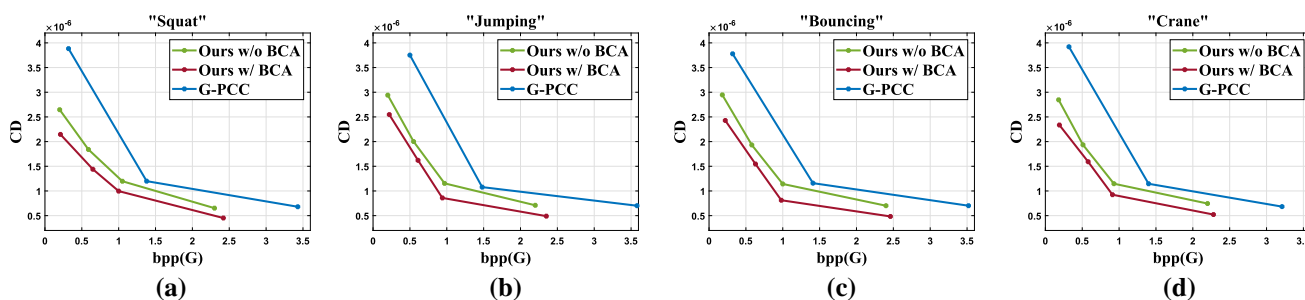 "Squat"
×10⁻⁶
4
3.5
3
2.5
2
1.5
1
0.5
CD
0 0.5 1 1.5 2 2.5 3 3.5
bpp(G)
Ours w/o BCA
Ours w/ BCA
G-PCC
(a)
"Jumping"
×10⁻⁶
4
3.5
3
2.5
2
1.5
1
0.5
CD
0 0.5 1 1.5 2 2.5 3 3.5
bpp(G)
Ours w/o BCA
Ours w/ BCA
G-PCC
(b)
"Bouncing"
×10⁻⁶
4
3.5
3
2.5
2
1.5
1
0.5
CD
0 0.5 1 1.5 2 2.5 3 3.5
bpp(G)
Ours w/o BCA
Ours w/ BCA
G-PCC
(c)
"Crane"
×10⁻⁶
4
3.5
3
2.5
2
1.5
1
0.5
CD
0 0.5 1 1.5 2 2.5 3 3.5
bpp(G)
Ours w/o BCA
Ours w/ BCA
G-PCC
(d)